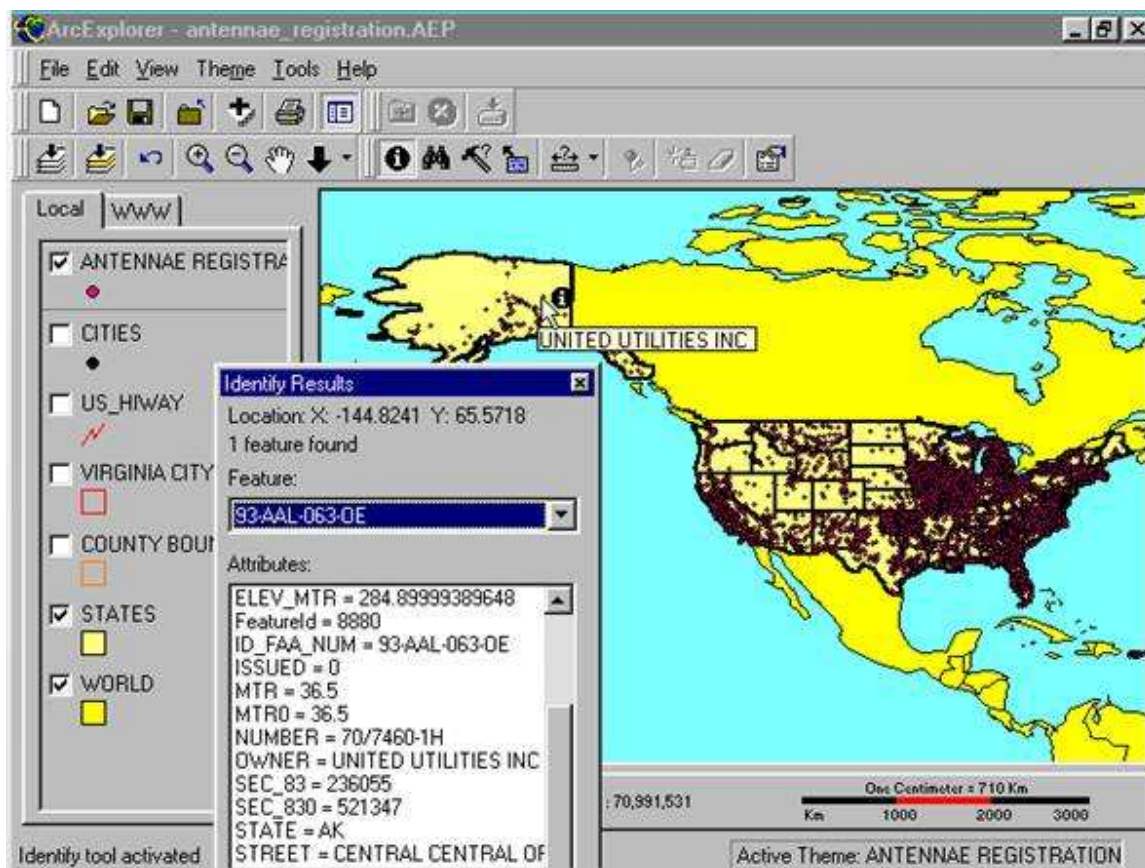 ArcExplorer - antennae_registration.AEP
File Edit View Theme Tools Help
Local WWW
ANTENNAE REGISTRA
CITIES
US_HIWAY
VIRGINIA CITY
COUNTY BOUN
STATES
WORLD
UNITED UTILITIES INC
Identify Results
Location: X: -144.8241 Y: 65.5718
1 feature found
Feature:
93-AAL-063-OE
Attributes:
ELEV_MTR = 284.89999389648
FeatureId = 8880
ID_FAA_NUM = 93-AAL-063-OE
ISSUED = 0
MTR = 36.5
MTR0 = 36.5
NUMBER = 70/7460-1H
OWNER = UNITED UTILITIES INC
SEC_83 = 236055
SEC_830 = 521347
STATE = AK
STREET = CENTRAL CENTRAL OF
: 70,991,531
One Centimeter = 710 Km
Km 1000 2000 3000
Identify tool activated
Active Theme: ANTENNAE REGISTRATION